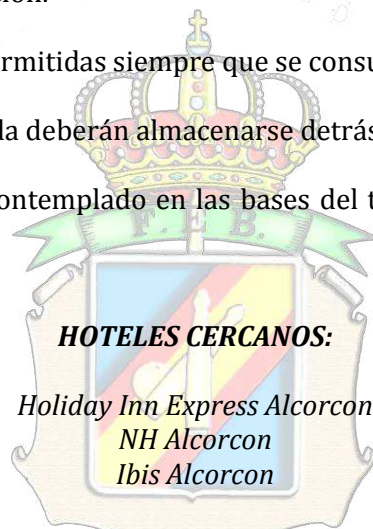 ermitidas siempre que se consu
la deberán almacenarse detrás
ontemplado en las bases del t
F. E. B.
HOTELES CERCANOS:
Holiday Inn Express Alcorcon
NH Alcorcon
Ibis Alcorcon